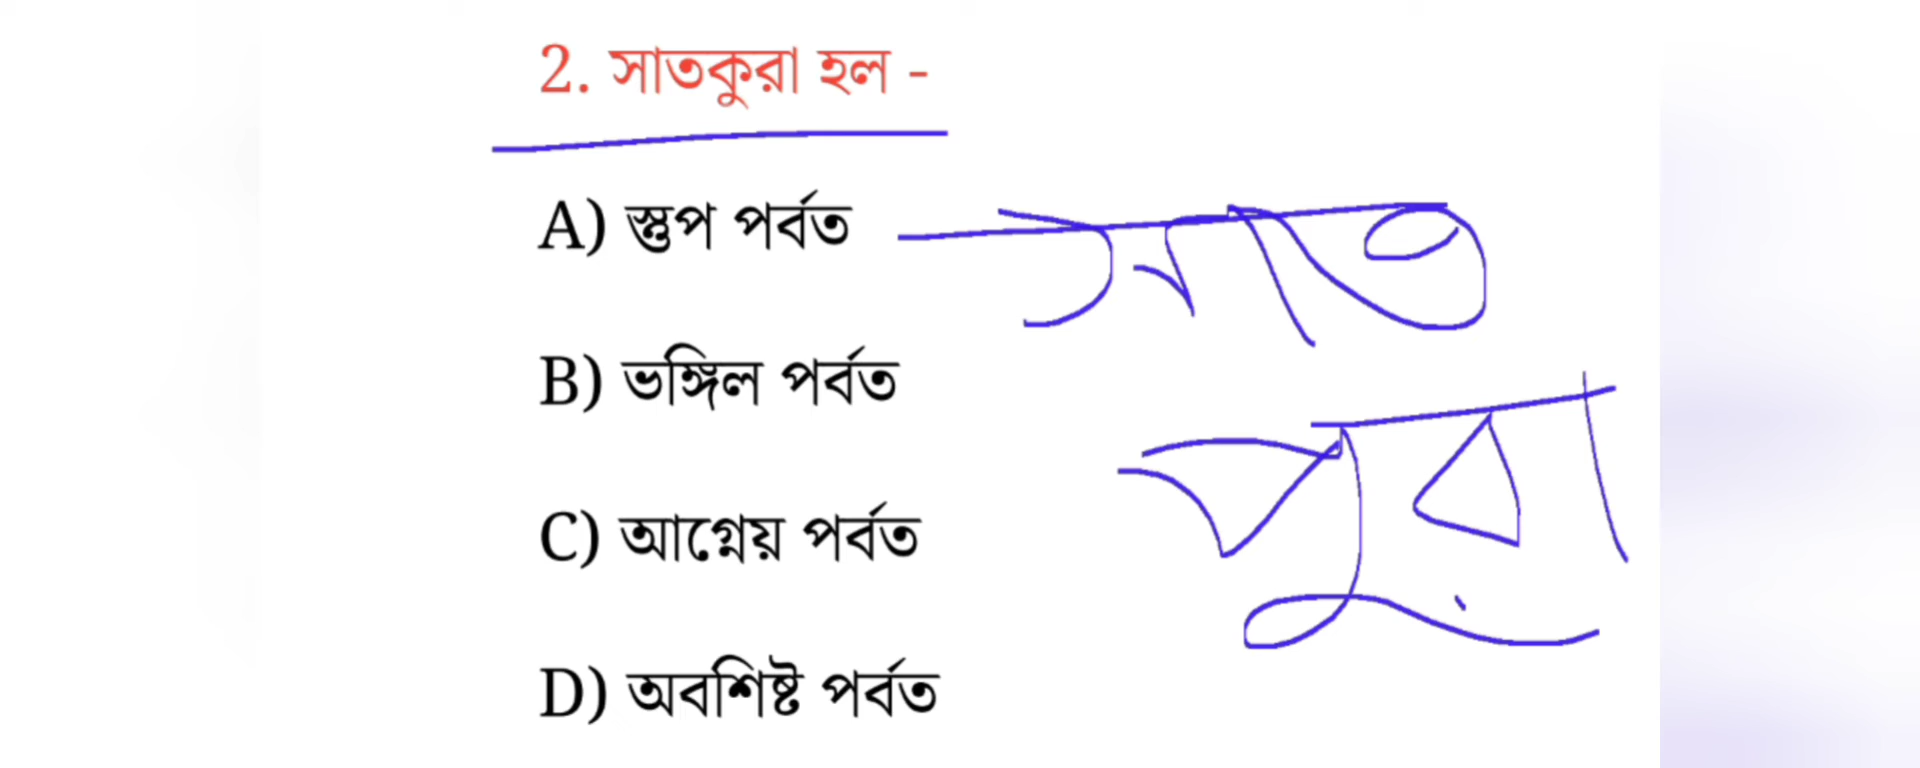 2. সাতকুরা হল -
A) স্তুপ পর্বত
সাত
B) ভঙ্গিল পর্বত
পুরা
C) আগ্নেয় পর্বত
D) অবশিষ্ট পর্বত